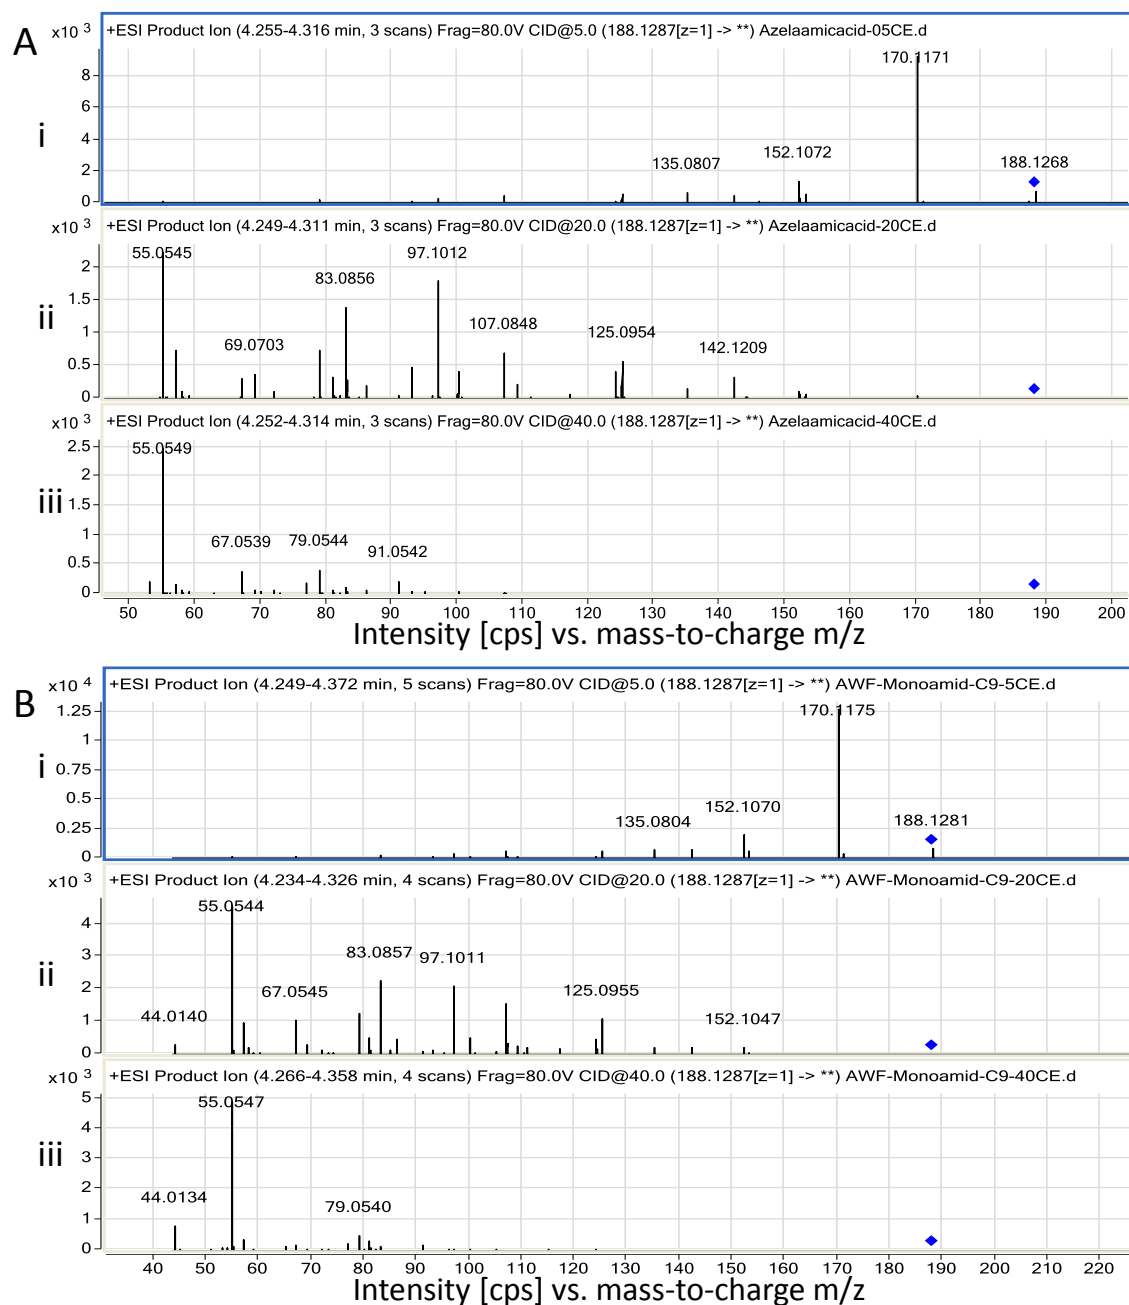 A
x10 3
+ESI Product Ion (4.255-4.316 min, 3 scans) Frag=80.0V CID@5.0 (188.1287[z=1] -> **) Azelaamicacid-05CE.d
170.1171
8
6
i
4
152.1072
135.0807
188.1268
2
0
x10 3
+ESI Product Ion (4.249-4.311 min, 3 scans) Frag=80.0V CID@20.0 (188.1287[z=1] -> **) Azelaamicacid-20CE.d
55.0545
97.1012
2
83.0856
1.5
ii
107.0848
125.0954
69.0703
1
142.1209
0.5
0
x10 3
+ESI Product Ion (4.252-4.314 min, 3 scans) Frag=80.0V CID@40.0 (188.1287[z=1] -> **) Azelaamicacid-40CE.d
55.0549
2.5
2
iii
1.5
67.0539
79.0544
91.0542
1
0.5
0
50 60 70 80 90 100 110 120 130 140 150 160 170 180 190 200
Intensity [cps] vs. mass-to-charge m/z
B
x10 4
+ESI Product Ion (4.249-4.372 min, 5 scans) Frag=80.0V CID@5.0 (188.1287[z=1] -> **) AWF-Monoamid-C9-5CE.d
170.1175
1.25
1
i
0.75
152.1070
135.0804
188.1281
0.5
0.25
0
x10 3
+ESI Product Ion (4.234-4.326 min, 4 scans) Frag=80.0V CID@20.0 (188.1287[z=1] -> **) AWF-Monoamid-C9-20CE.d
55.0544
4
83.0857
97.1011
3
ii
67.0545
125.0955
2
44.0140
152.1047
1
0
x10 3
+ESI Product Ion (4.266-4.358 min, 4 scans) Frag=80.0V CID@40.0 (188.1287[z=1] -> **) AWF-Monoamid-C9-40CE.d
55.0547
5
4
iii
3
44.0134
79.0540
2
1
0
40 50 60 70 80 90 100 110 120 130 140 150 160 170 180 190 200 210 220
Intensity [cps] vs. mass-to-charge m/z